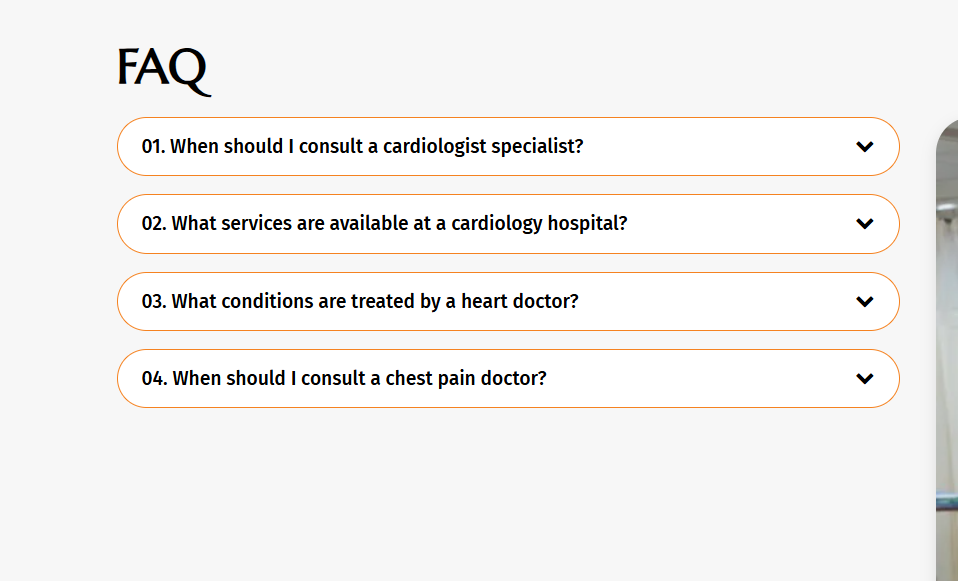 FAQ
01. When should I consult a cardiologist specialist?
02. What services are available at a cardiology hospital?
03. What conditions are treated by a heart doctor?
04. When should I consult a chest pain doctor?